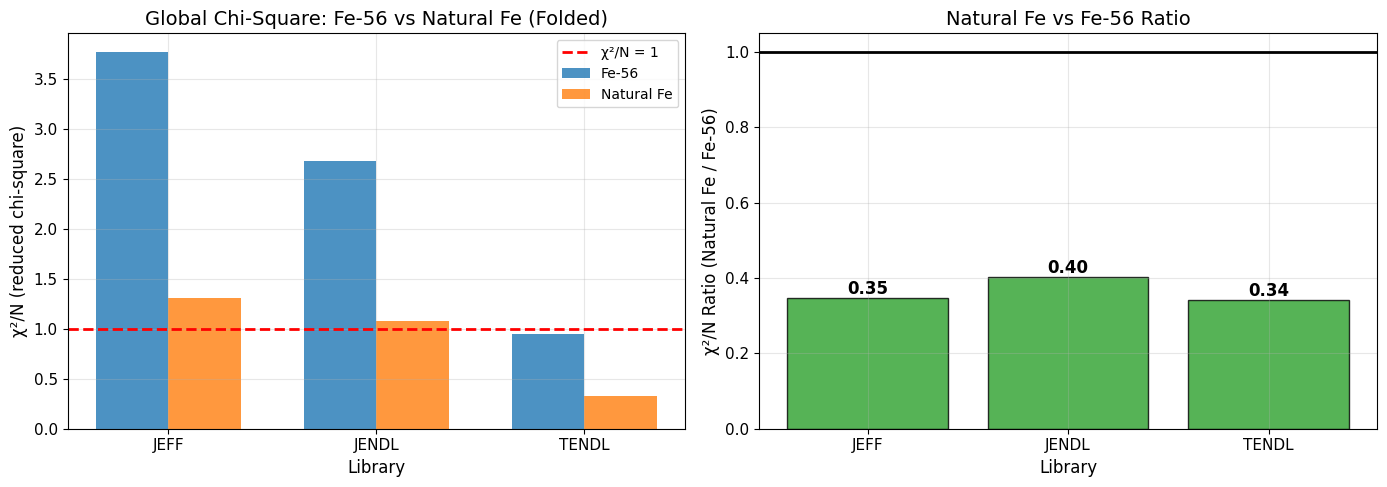 Global Chi-Square: Fe-56 vs Natural Fe (Folded)
χ²/N (reduced chi-square)
3.5
3.0
2.5
2.0
1.5
1.0
0.5
0.0
χ²/N = 1
Fe-56
Natural Fe
JEFF
JENDL
TENDL
Library
Natural Fe vs Fe-56 Ratio
χ²/N Ratio (Natural Fe / Fe-56)
1.0
0.8
0.6
0.4
0.2
0.0
0.35
0.40
0.34
JEFF
JENDL
TENDL
Library